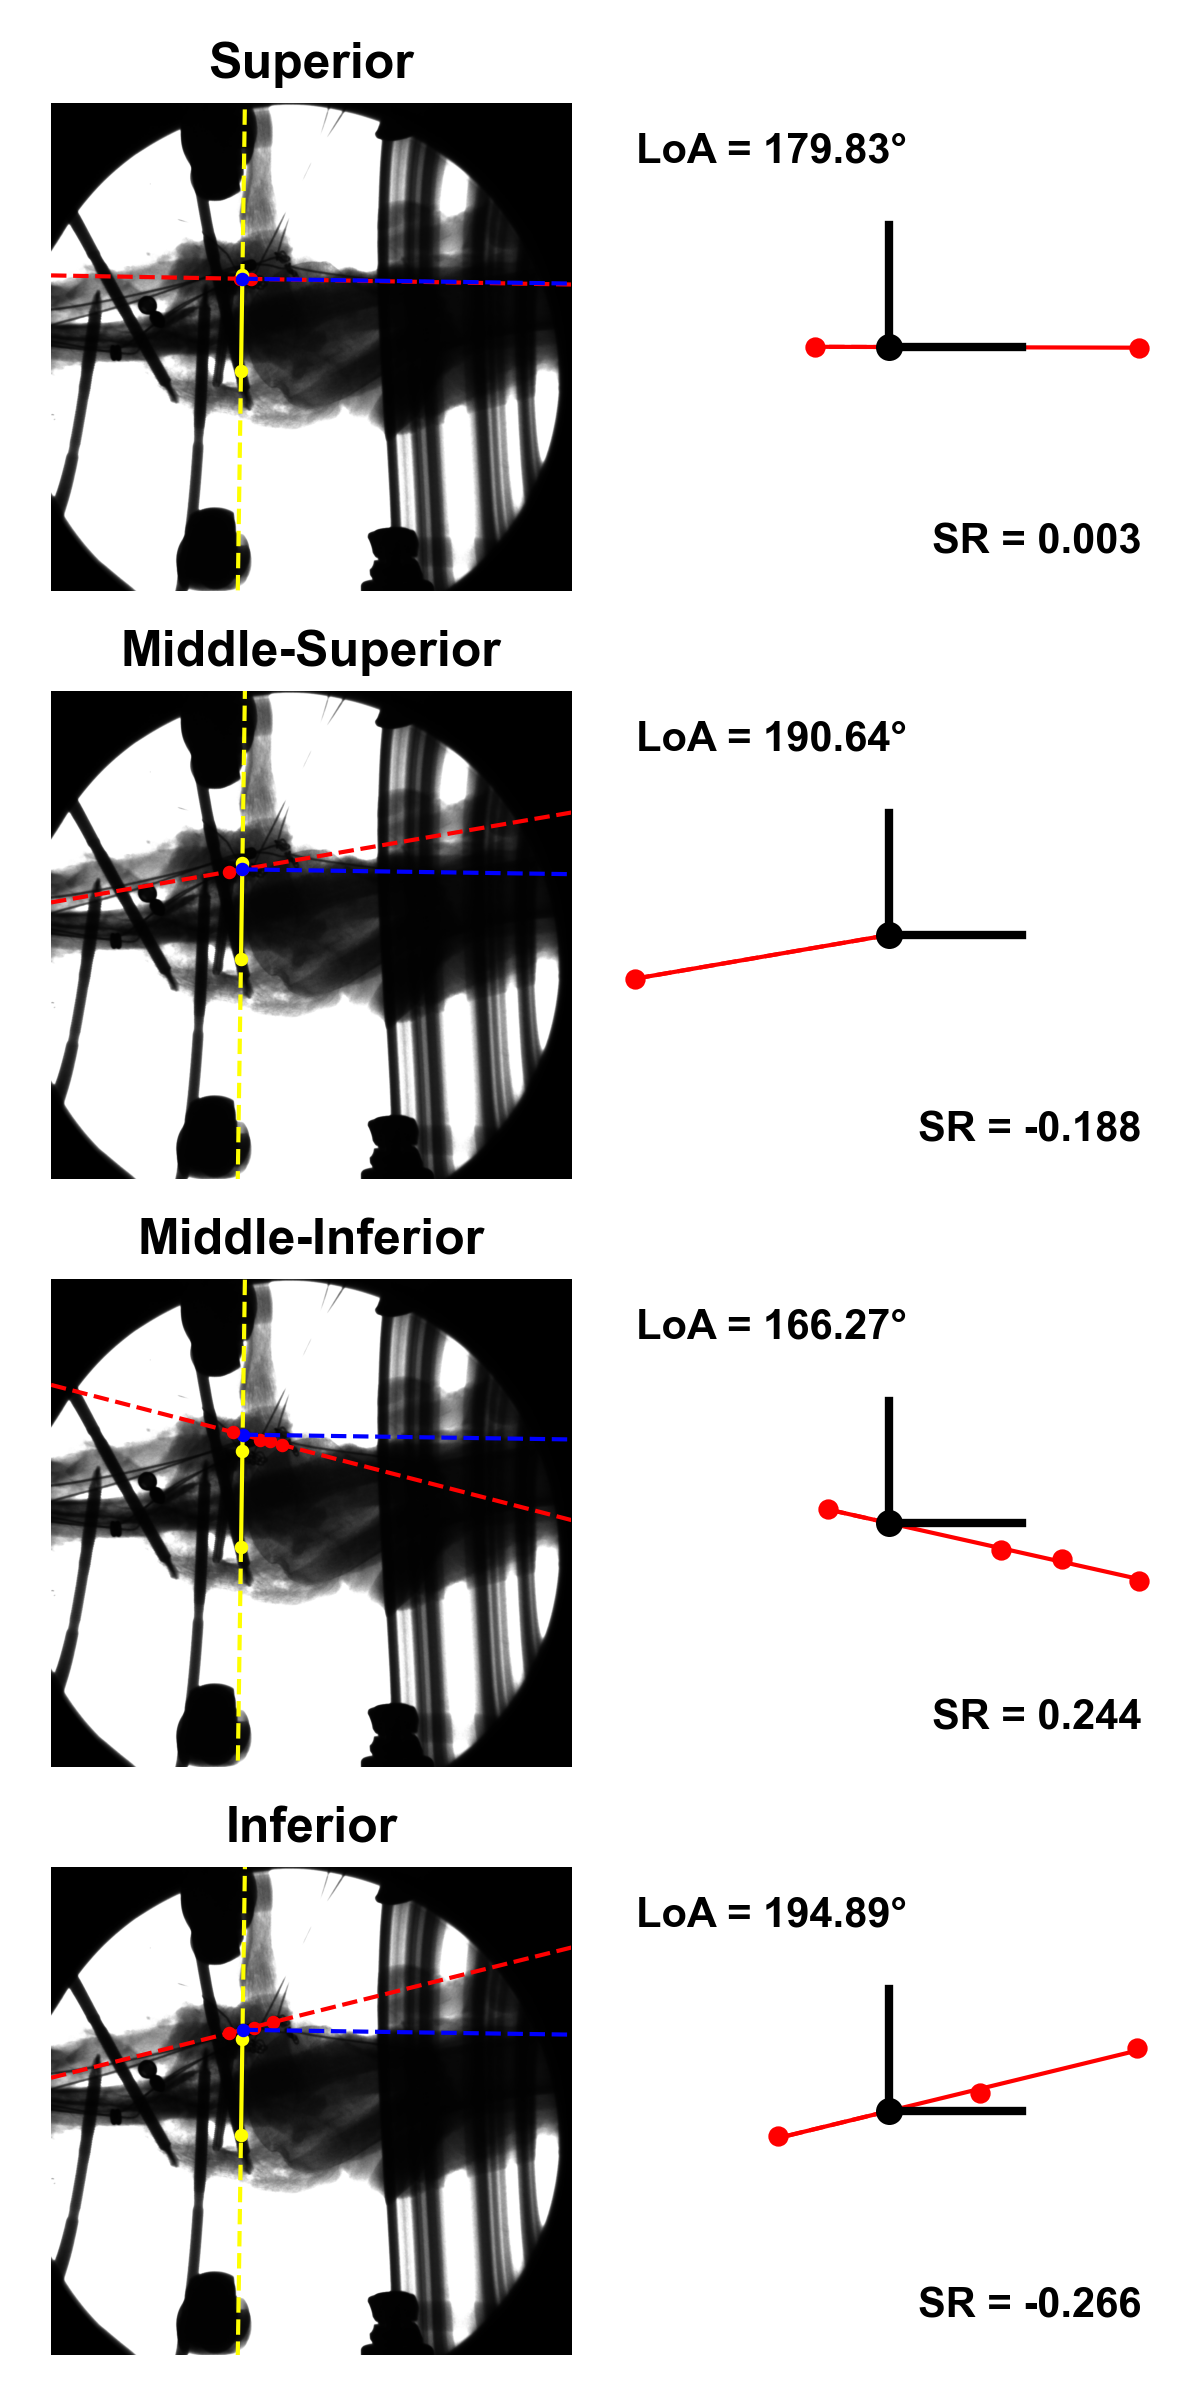 Superior
LoA = 179.83°
SR = 0.003
Middle-Superior
LoA = 190.64°
SR = -0.188
Middle-Inferior
LoA = 166.27°
SR = 0.244
Inferior
LoA = 194.89°
SR = -0.266